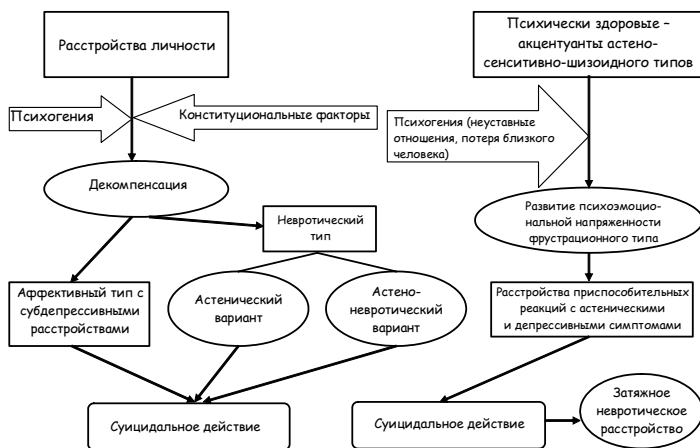 Расстройства личности
Психически здоровые –
акцентуанты астено-
сенситивно-шизоидного типов
Психогения
Конституциональные факторы
Психогения (неуставные
отношения, потеря близкого
человека)
Декомпенсация
Невротический
тип
Развитие психоэмоцио-
нальной напряженности
фрустрационного типа
Аффективный тип с
субдепрессивными
расстройствами
Астенический
вариант
Астено-
невротический
вариант
Расстройства приспособительных
реакций с астеническими
и депрессивными симптомами
Суицидальное действие
Суицидальное действие
Затяжное
невротическое
расстройство